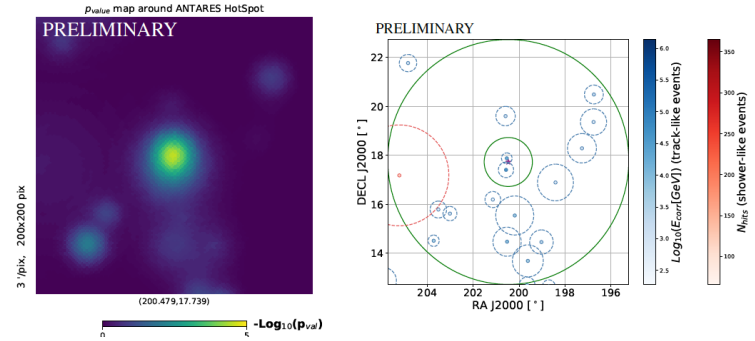 p_value map around ANTARES HotSpot
PRELIMINARY
3 '/pix, 200x200 pix
(200.479,17.739)
0 5
-Log10(p_val)
PRELIMINARY
22
20
18
16
14
DECL J2000 [°]
204 202 200 198 196
RA J2000 [°]
6.0
5.5
5.0
4.5
4.0
3.5
3.0
2.5
Log10(E_corr[GeV]) (track-like events)
350
300
250
200
150
100
N_hits (shower-like events)